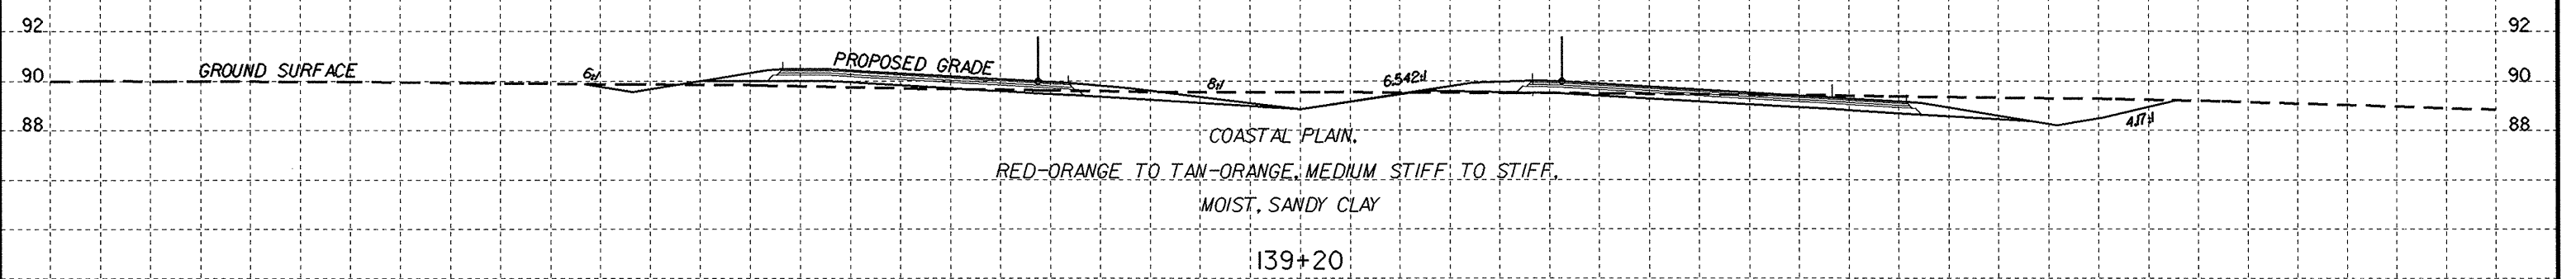 92 92
PROPOSED GRADE
90 GROUND SURFACE 6:1 8:1 6.542:1 90
88 4.17:1 88
COASTAL PLAIN,
RED-ORANGE TO TAN-ORANGE, MEDIUM STIFF TO STIFF,
MOIST, SANDY CLAY
139+20